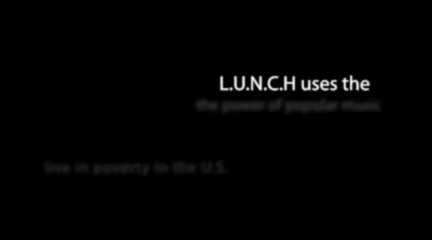 L.U.N.C.H uses the
the power of popular music
live in poverty in the U.S.